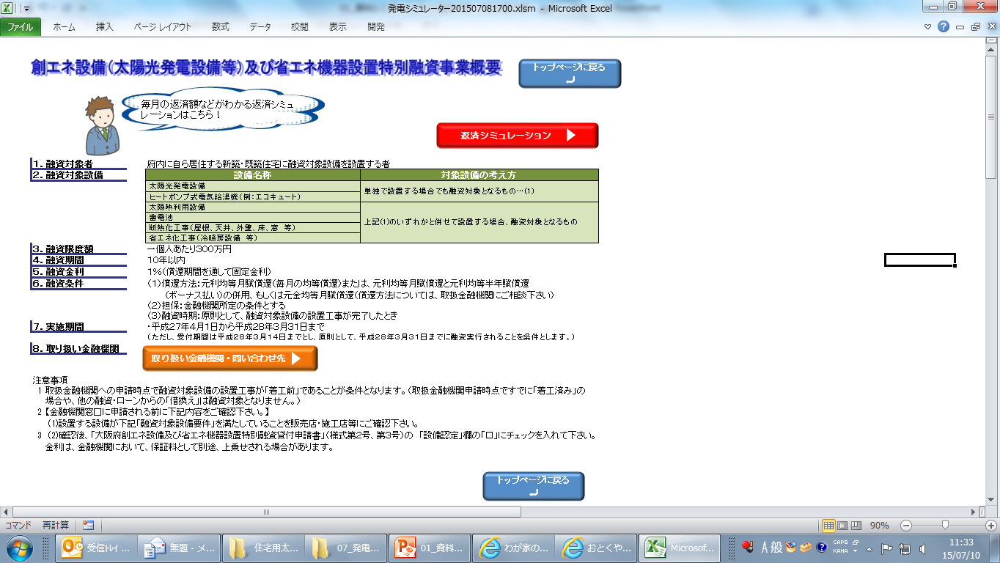 発電シミュレーター201507081700.xlsm - Microsoft Excel
ファイル ホーム 挿入 ページ レイアウト 数式 データ 校閲 表示 開発
創エネ設備(太陽光発電設備等)及び省エネ機器設置特別融資事業概要
トップページに戻る
毎月の返済額などがわかる返済シミュ
レーションはこちら!
返済シミュレーション
1. 融資対象者 府内に自ら居住する新築・既築住宅に融資対象設備を設置する者
2. 融資対象設備
設備名称 対象設備の考え方
太陽光発電設備
ヒートポンプ式電気給湯機(例:エコキュート)
単独で設置する場合でも融資対象となるもの…(1)
太陽熱利用設備
蓄電池
断熱化工事(屋根、天井、外壁、床、窓 等)
省エネ化工事(冷暖房設備 等)
上記(1)のいずれかと併せて設置する場合、融資対象となるもの
3. 融資限度額 一個人あたり300万円
4. 融資期間 10年以内
5. 融資金利 1%(償還期間を通して固定金利)
6. 融資条件 (1)償還方法:元利均等月賦償還(毎月の均等償還)または、元利均等月賦償還と元利均等半年賦償還
(ボーナス払い)の併用、もしくは元金均等月賦償還(償還方法については、取扱金融機関にご相談下さい)
(2)担保:金融機関所定の条件とする
(3)融資時期:原則として、融資対象設備の設置工事が完了したとき
7. 実施期間 ・平成27年4月1日から平成28年3月31日まで
(ただし、受付期間は平成28年3月14日までとし、原則として、平成28年3月31日までに融資実行されることを条件とします。)
8. 取り扱い金融機関
取り扱い金融機関・問い合わせ先
注意事項
1 取扱金融機関への申請時点で融資対象設備の設置工事が「着工前」であることが条件となります。(取扱金融機関申請時点ですでに「着工済み」の
場合や、他の融資・ローンからの「借換え」は融資対象となりません。)
2 【金融機関窓口に申請される前に下記内容をご確認下さい。】
(1)設置する設備が下記「融資対象設備要件」を満たしていることを販売店・施工店等にご確認下さい。
3 (2)確認後、「大阪府創エネ設備及び省エネ機器設置特別融資貸付申請書」(様式第2号、第3号)の 「設備認定」欄の「口」にチェックを入れて下さい。
金利は、金融機関において、保証料として別途、上乗せされる場合があります。
トップページに戻る
コマンド 再計算 90%
受信トレイ ... 無題 - メ... 住宅用太... 07_発電... 01_資料... わが家の... おとくや... Microsof... A 般 CAPS KANA 11:33
15/07/10